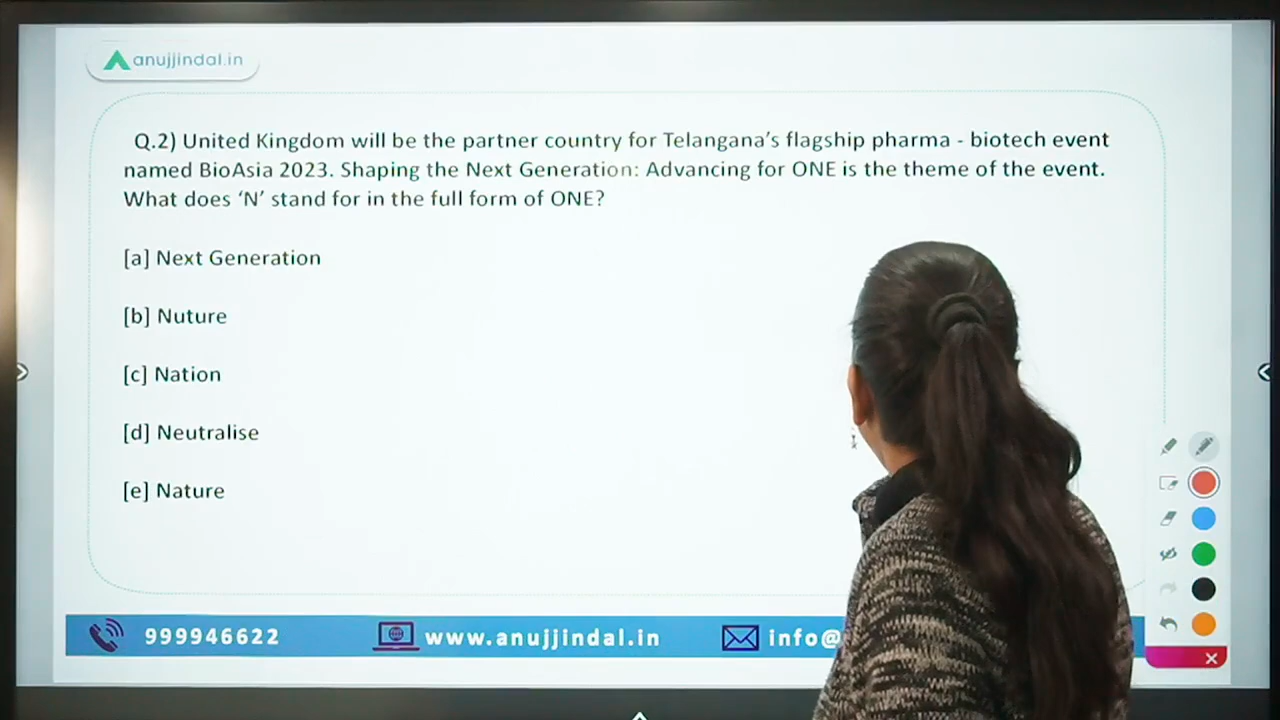 anujjindal.in
Q.2) United Kingdom will be the partner country for Telangana's flagship pharma - biotech event
named BioAsia 2023. Shaping the Next Generation: Advancing for ONE is the theme of the event.
What does ‘N’ stand for in the full form of ONE?
[a] Next Generation
[b] Nuture
[c] Nation
[d] Neutralise
[e] Nature
999946622 www.anujjindal.in info@